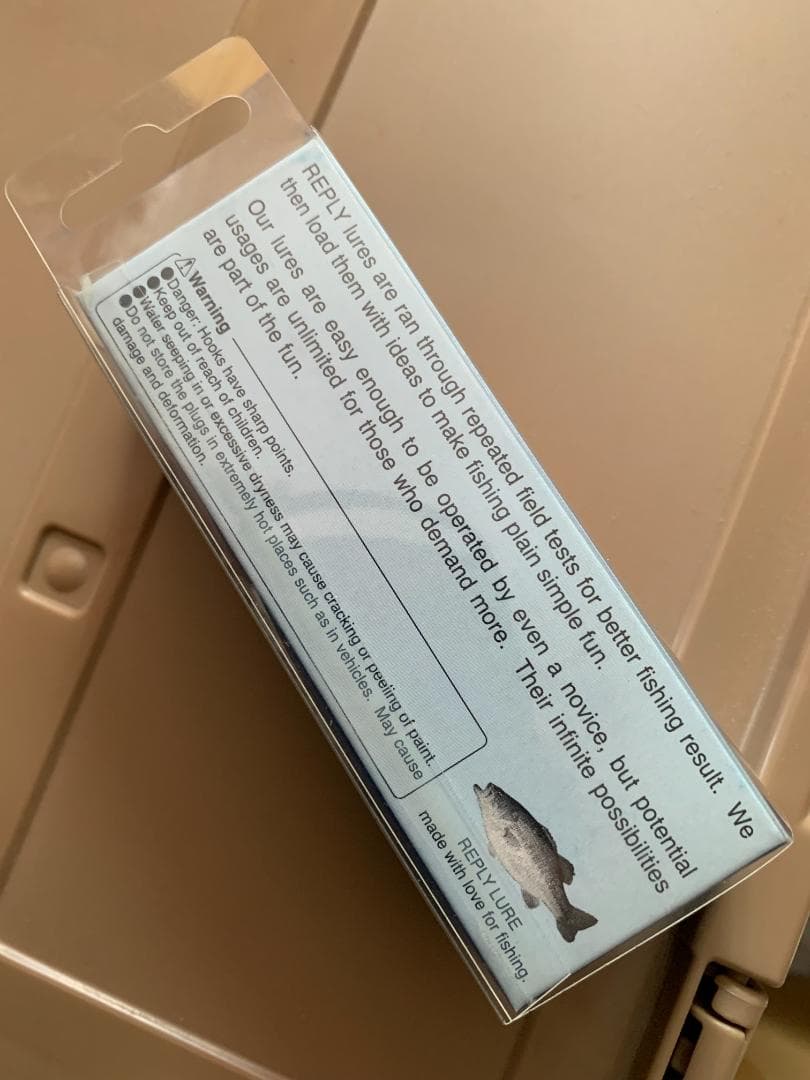 REPLY lures are ran through repeated field tests for better fishing result. We
then load them with ideas to make fishing plain simple fun.
Our lures are easy enough to be operated by even a novice, but potential
usages are unlimited for those who demand more. Their infinite possibilities
are part of the fun.
⚠Warning
●Danger: Hooks have sharp points.
●Keep out of reach of children.
●Water seeping in or excessive dryness may cause cracking or peeling of paint.
●Do not store the plugs in extremely hot places such as in vehicles. May cause
damage and deformation.
REPLY LURE
made with love for fishing.